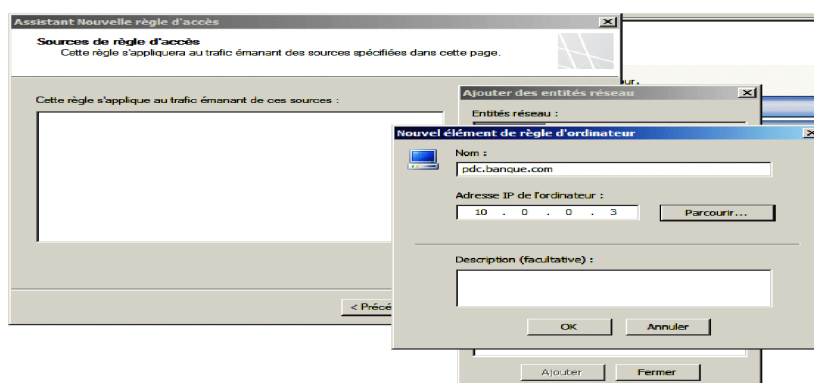 Assistant Nouvelle règle d'accès
Sources de règle d'accès
Cette règle s'appliquera au trafic émanant des sources spécifiées dans cette page.
Cette règle s'applique au trafic émanant de ces sources :
< Précé
our.
Ajouter des entités réseau
Entités réseau :
Nouvel élément de règle d'ordinateur
Nom :
pdc.banque.com
Adresse IP de l'ordinateur :
10 . 0 . 0 . 3
Parcourir...
Description (facultative) :
OK Annuler
Ajouter Fermer